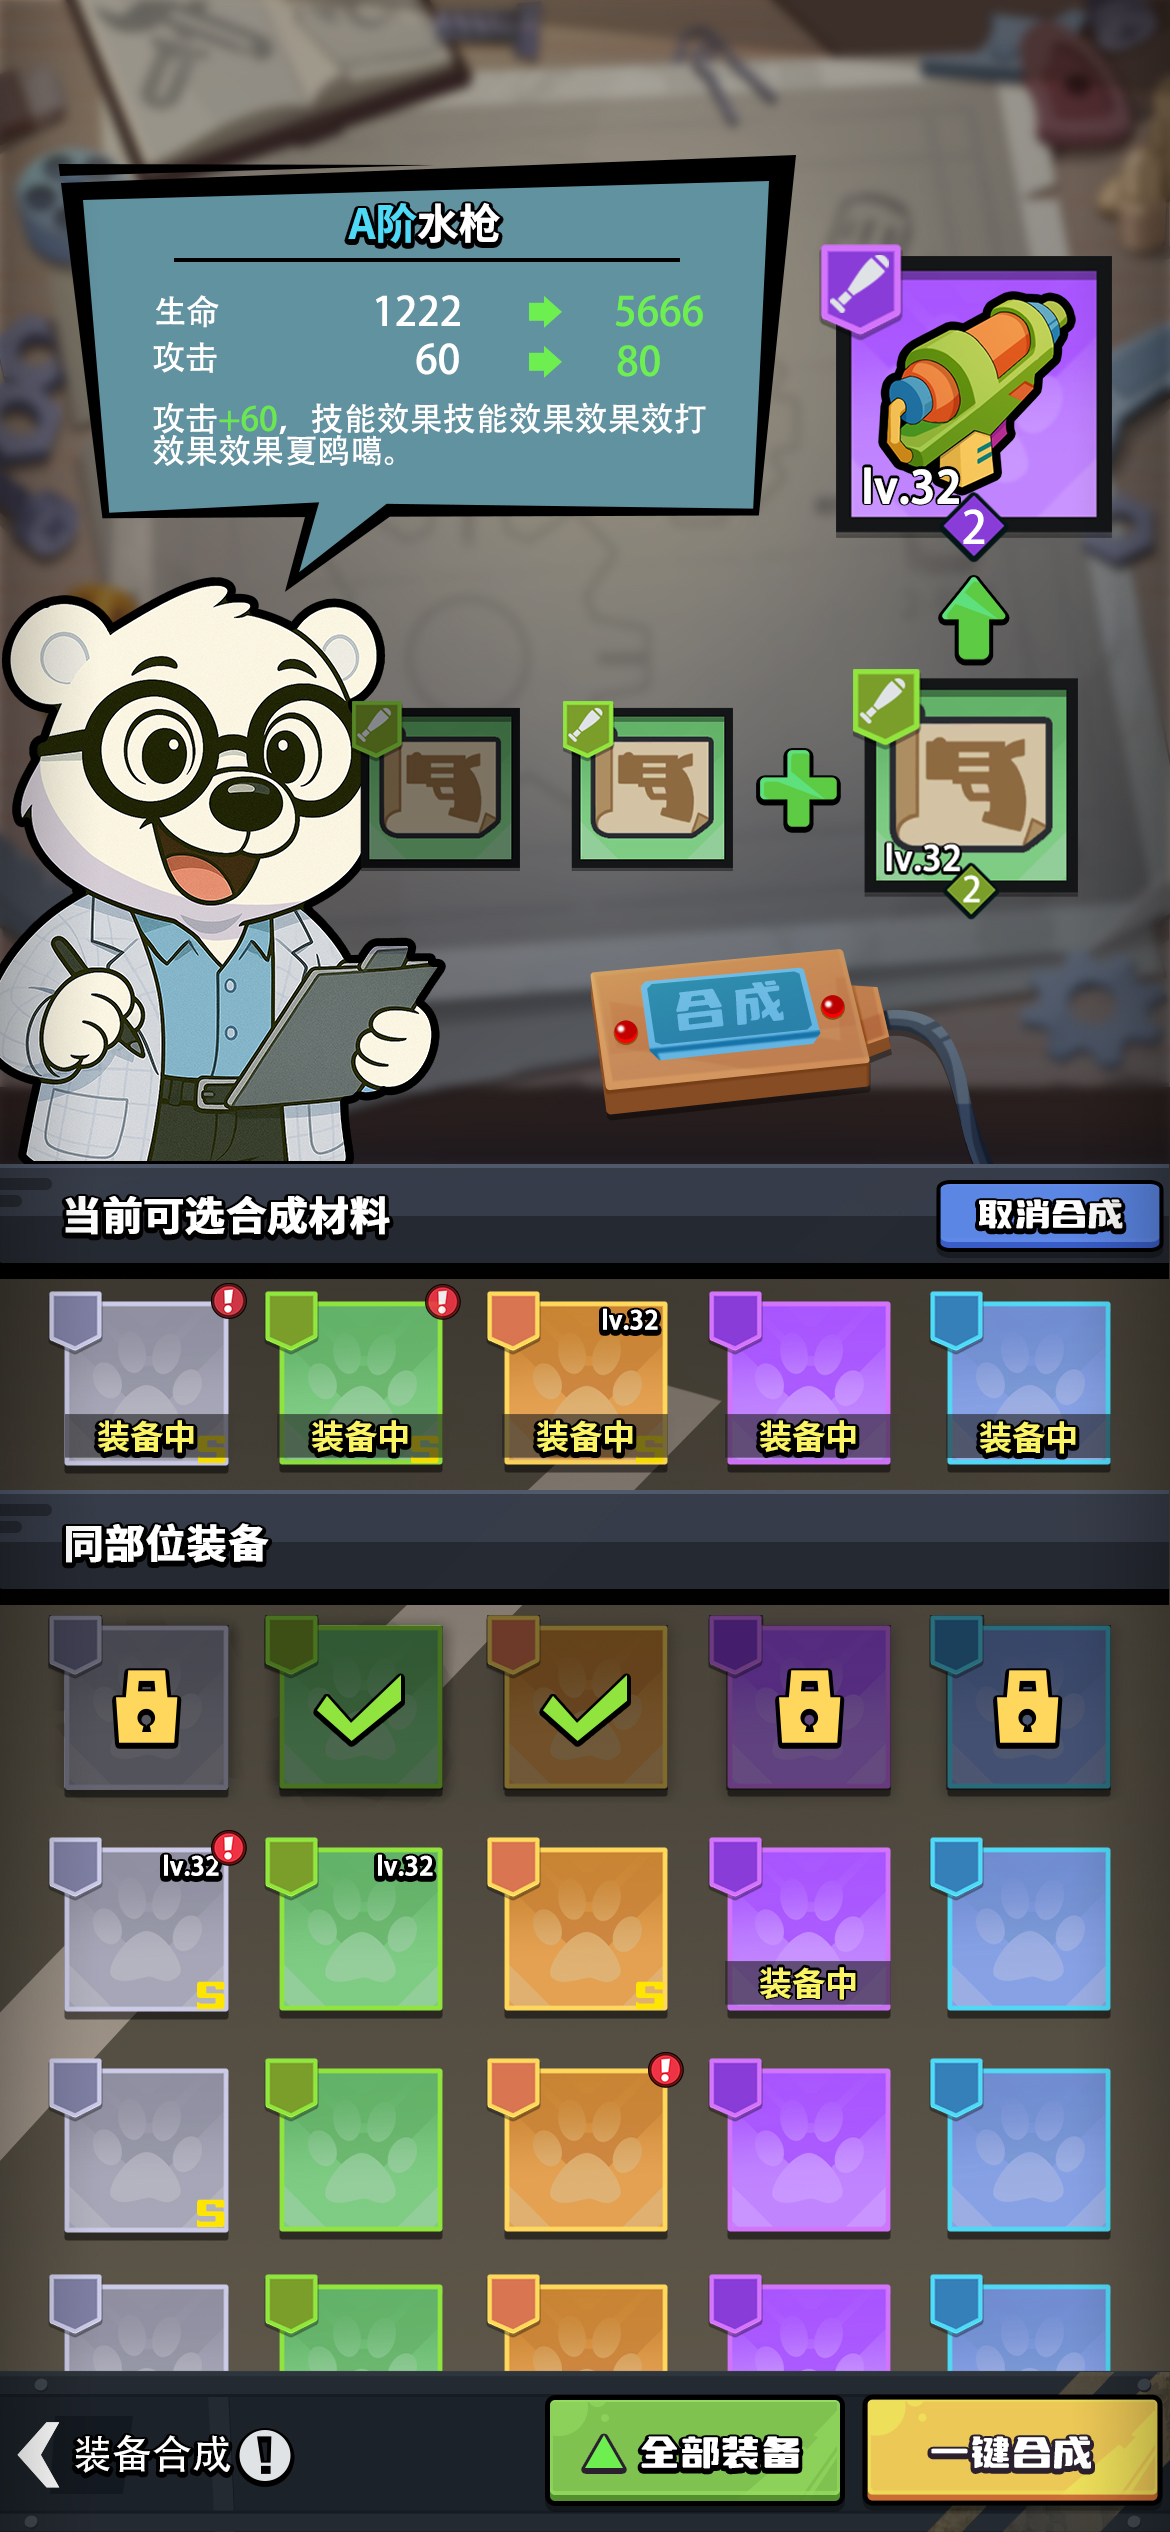 A阶水枪
生命 1222 5666
攻击 60 80
攻击+60，技能效果技能效果效果效打
效果效果夏鸥噶。
lv.32
2
lv.32
2
合成
当前可选合成材料
取消合成
lv.32
装备中 S
装备中 S
装备中 S
装备中
装备中
同部位装备
lv.32
lv.32
S
S
装备中
S
装备合成
全部装备
一键合成